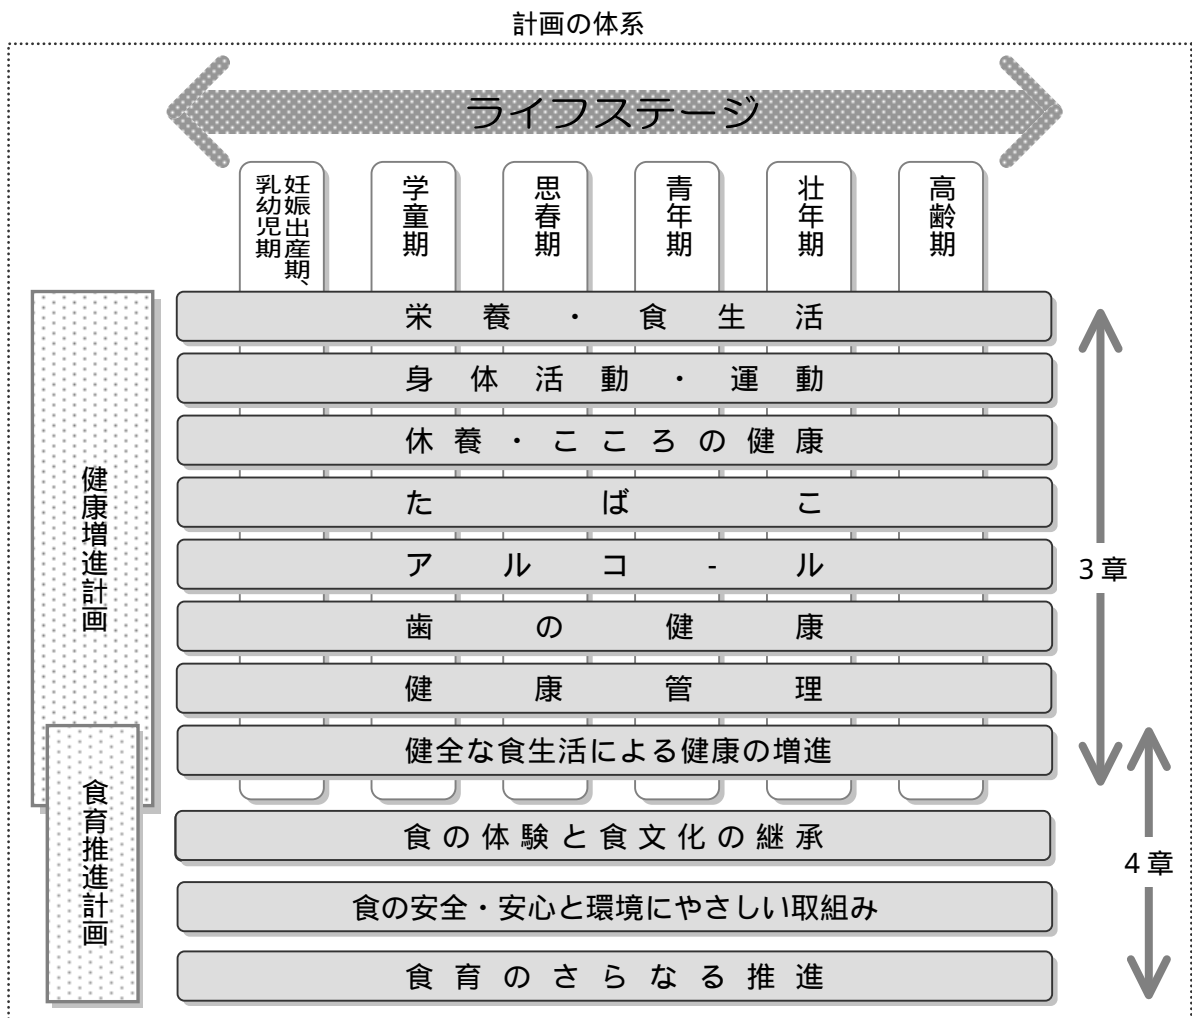 計画の体系
ライフステージ
妊娠出産期、
乳幼児期
学童期
思春期
青年期
壮年期
高齢期
健康増進計画
栄養・食生活
身体活動・運動
休養・こころの健康
たばこ
アルコ-ル
歯の健康
健康管理
健全な食生活による健康の増進
3章
食育推進計画
食の体験と食文化の継承
食の安全・安心と環境にやさしい取組み
食育のさらなる推進
4章